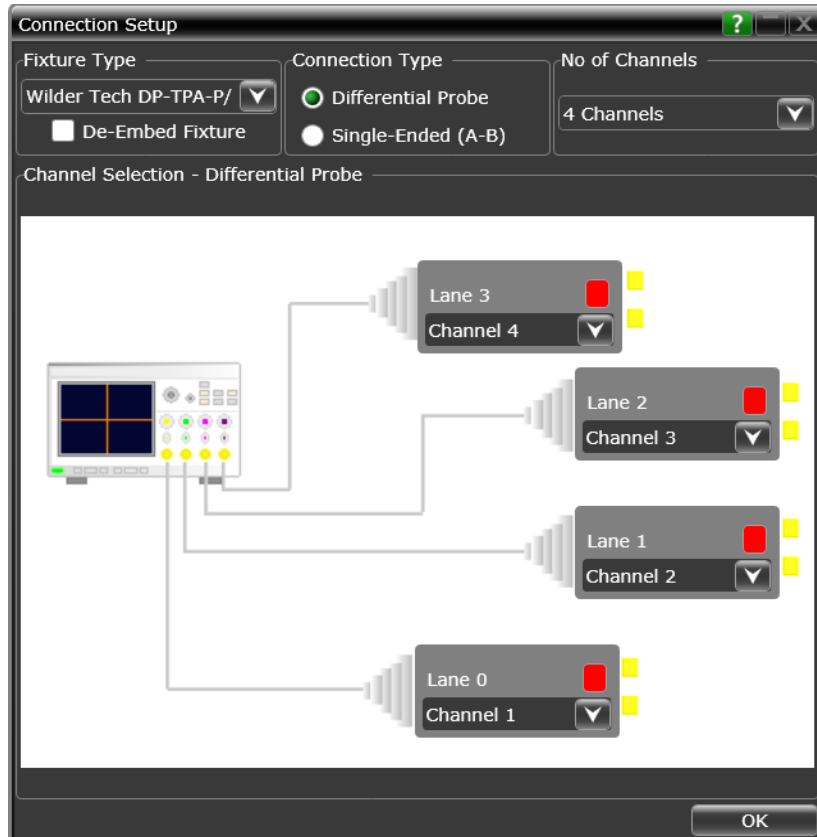 Connection Setup
?
Fixture Type
Wilder Tech DP-TPA-P/
De-Embed Fixture
Connection Type
Differential Probe
Single-Ended (A-B)
No of Channels
4 Channels
Channel Selection - Differential Probe
Lane 3
Channel 4
Lane 2
Channel 3
Lane 1
Channel 2
Lane 0
Channel 1
OK